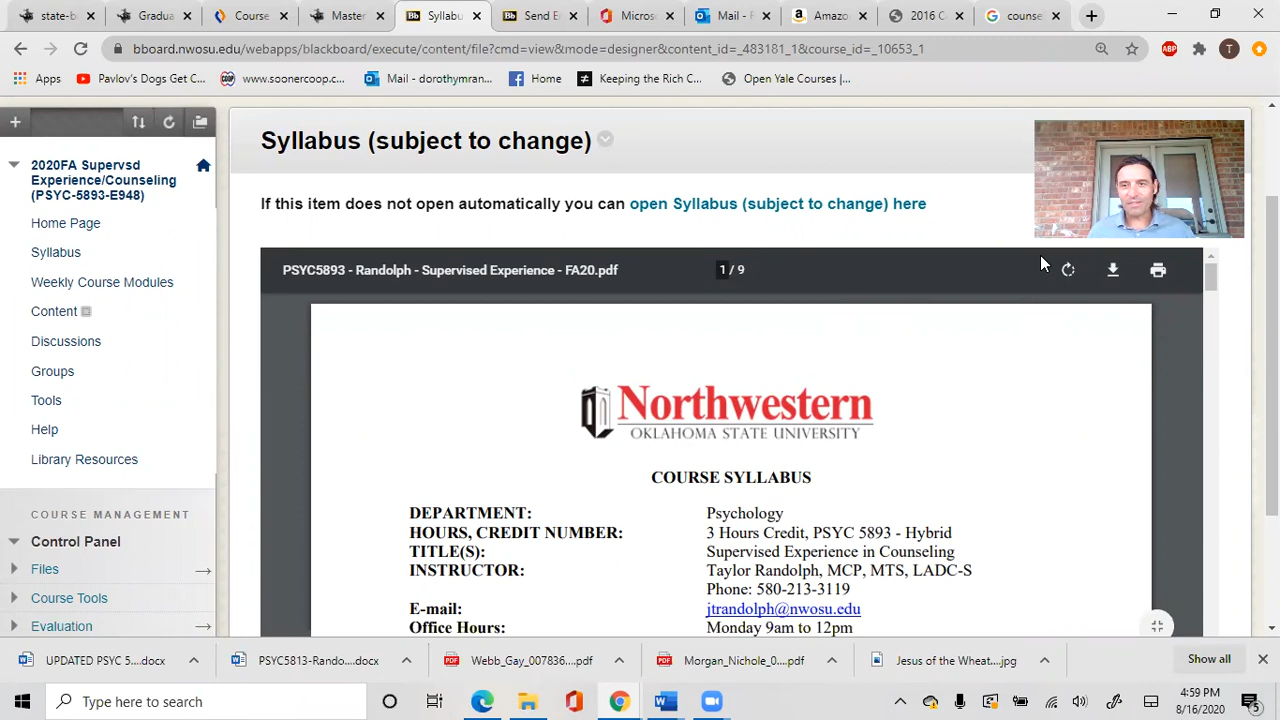 state-b
Gradua
Course
Master
Syllabu
Send E
Micros
Mail - F
Amazo
2016 C
counse
bboard.nwosu.edu/webapps/blackboard/execute/content/file?cmd=view&mode=designer&content_id=_483181_1&course_id=_10653_1
Apps
Pavlov's Dogs Get C...
www.sonnercoop.co...
Mail - dorothymran...
Home
Keeping the Rich C...
Open Yale Courses |...
2020FA Supervsd
Experience/Counseling
(PSYC-5893-E948)
Home Page
Syllabus
Weekly Course Modules
Content
Discussions
Groups
Tools
Help
Library Resources
COURSE MANAGEMENT
Control Panel
Files
Course Tools
Evaluation
Syllabus (subject to change)
If this item does not open automatically you can open Syllabus (subject to change) here
PSYC5893 - Randolph - Supervised Experience - FA20.pdf
1 / 9
Northwestern
OKLAHOMA STATE UNIVERSITY
COURSE SYLLABUS
DEPARTMENT: Psychology
HOURS, CREDIT NUMBER: 3 Hours Credit, PSYC 5893 - Hybrid
TITLE(S): Supervised Experience in Counseling
INSTRUCTOR: Taylor Randolph, MCP, MTS, LADC-S
Phone: 580-213-3119
E-mail: jtrandolph@nwosu.edu
Office Hours: Monday 9am to 12pm
UPDATED PSYC 5....docx
PSYC5813-Rando....docx
Webb_Gay_007836....pdf
Morgan_Nichole_0....pdf
Jesus of the Wheat....jpg
Show all
Type here to search
4:59 PM
8/16/2020
5